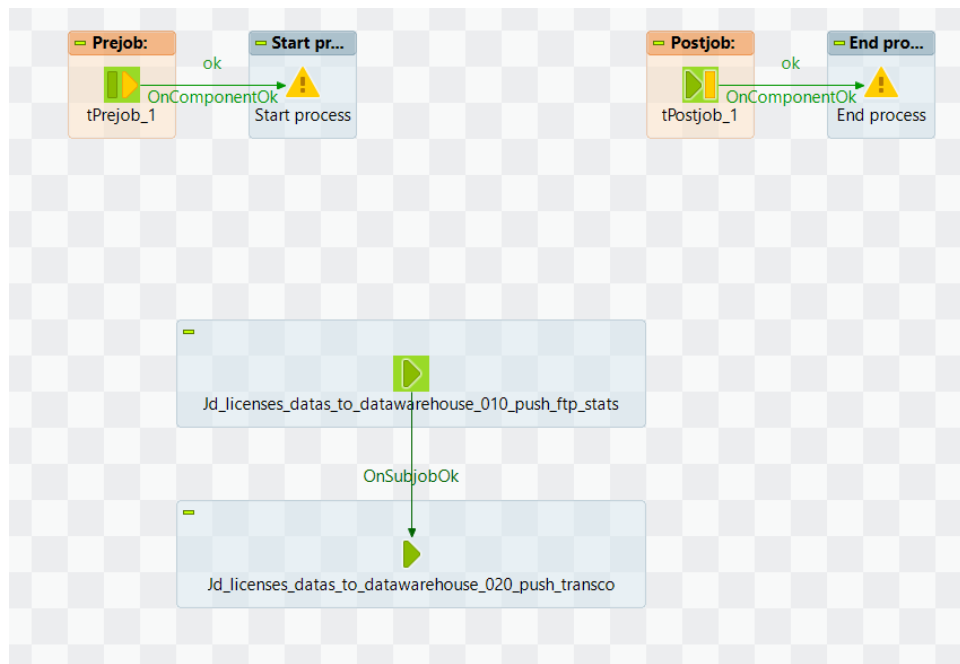 Prejob:
Start pr...
ok
OnComponentOk
tPrejob_1
Start process
Postjob:
End pro...
ok
OnComponentOk
tPostjob_1
End process
Jd_licenses_datas_to_datawarehouse_010_push_ftp_stats
OnSubjobOk
Jd_licenses_datas_to_datawarehouse_020_push_transco